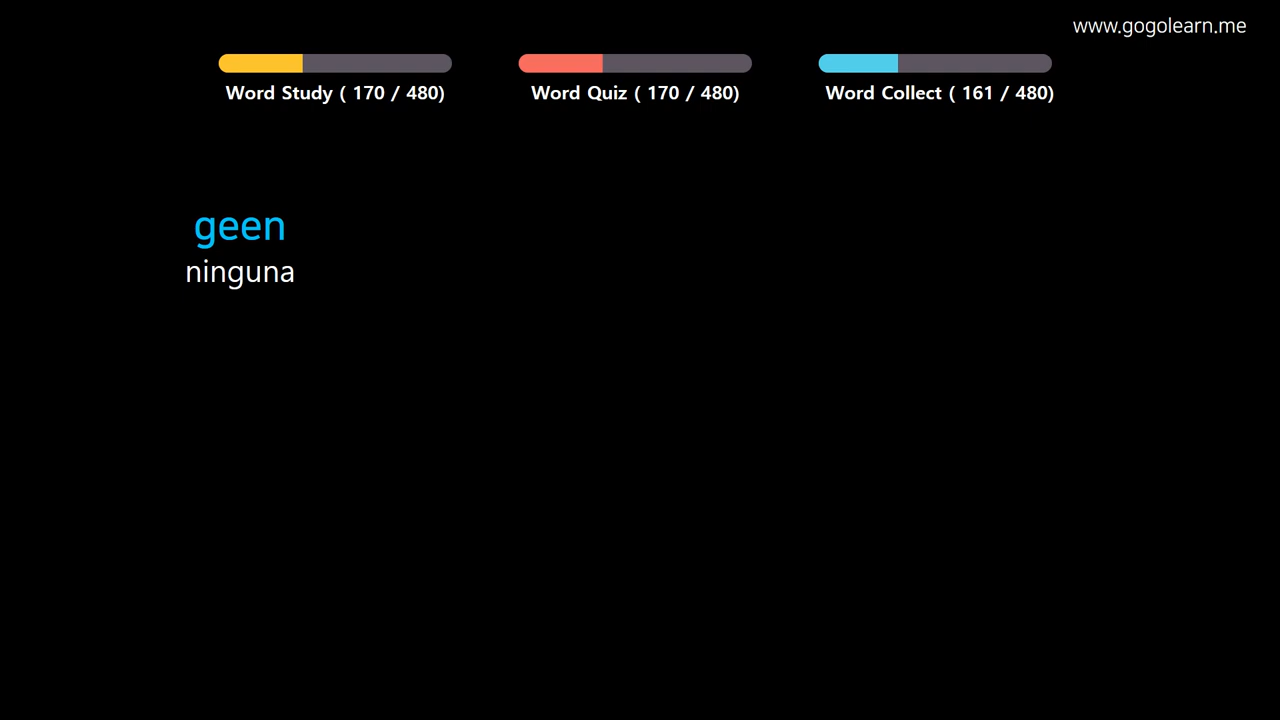 www.gogolearn.me
Word Study ( 170 / 480)
Word Quiz ( 170 / 480)
Word Collect ( 161 / 480)
geen
ninguna